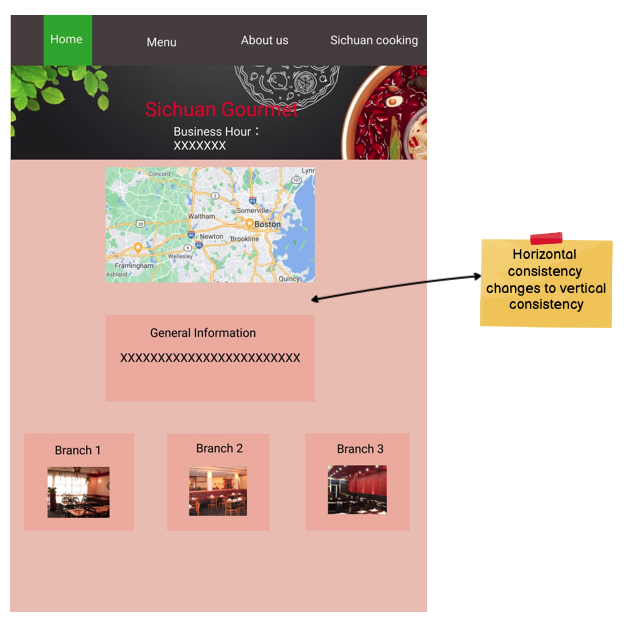 Home
Menu
About us
Sichuan cooking
Sichuan Gourmet
Business Hour：
XXXXXXX
Concord
Lynn
Waltham
Somerville
Boston
Newton
Brookline
Wellesley
Framingham
Ashland
Quincy
Horizontal
consistency
changes to vertical
consistency
General Information
XXXXXXXXXXXXXXXXXXXXXXXX
Branch 1
Branch 2
Branch 3